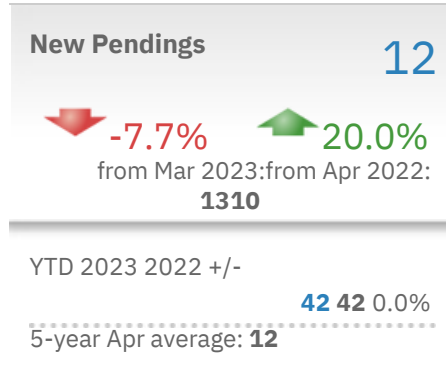 New Pendings
12
-7.7% 20.0%
from Mar 2023:from Apr 2022:
1310
YTD 2023 2022 +/-
42 42 0.0%
5-year Apr average: 12